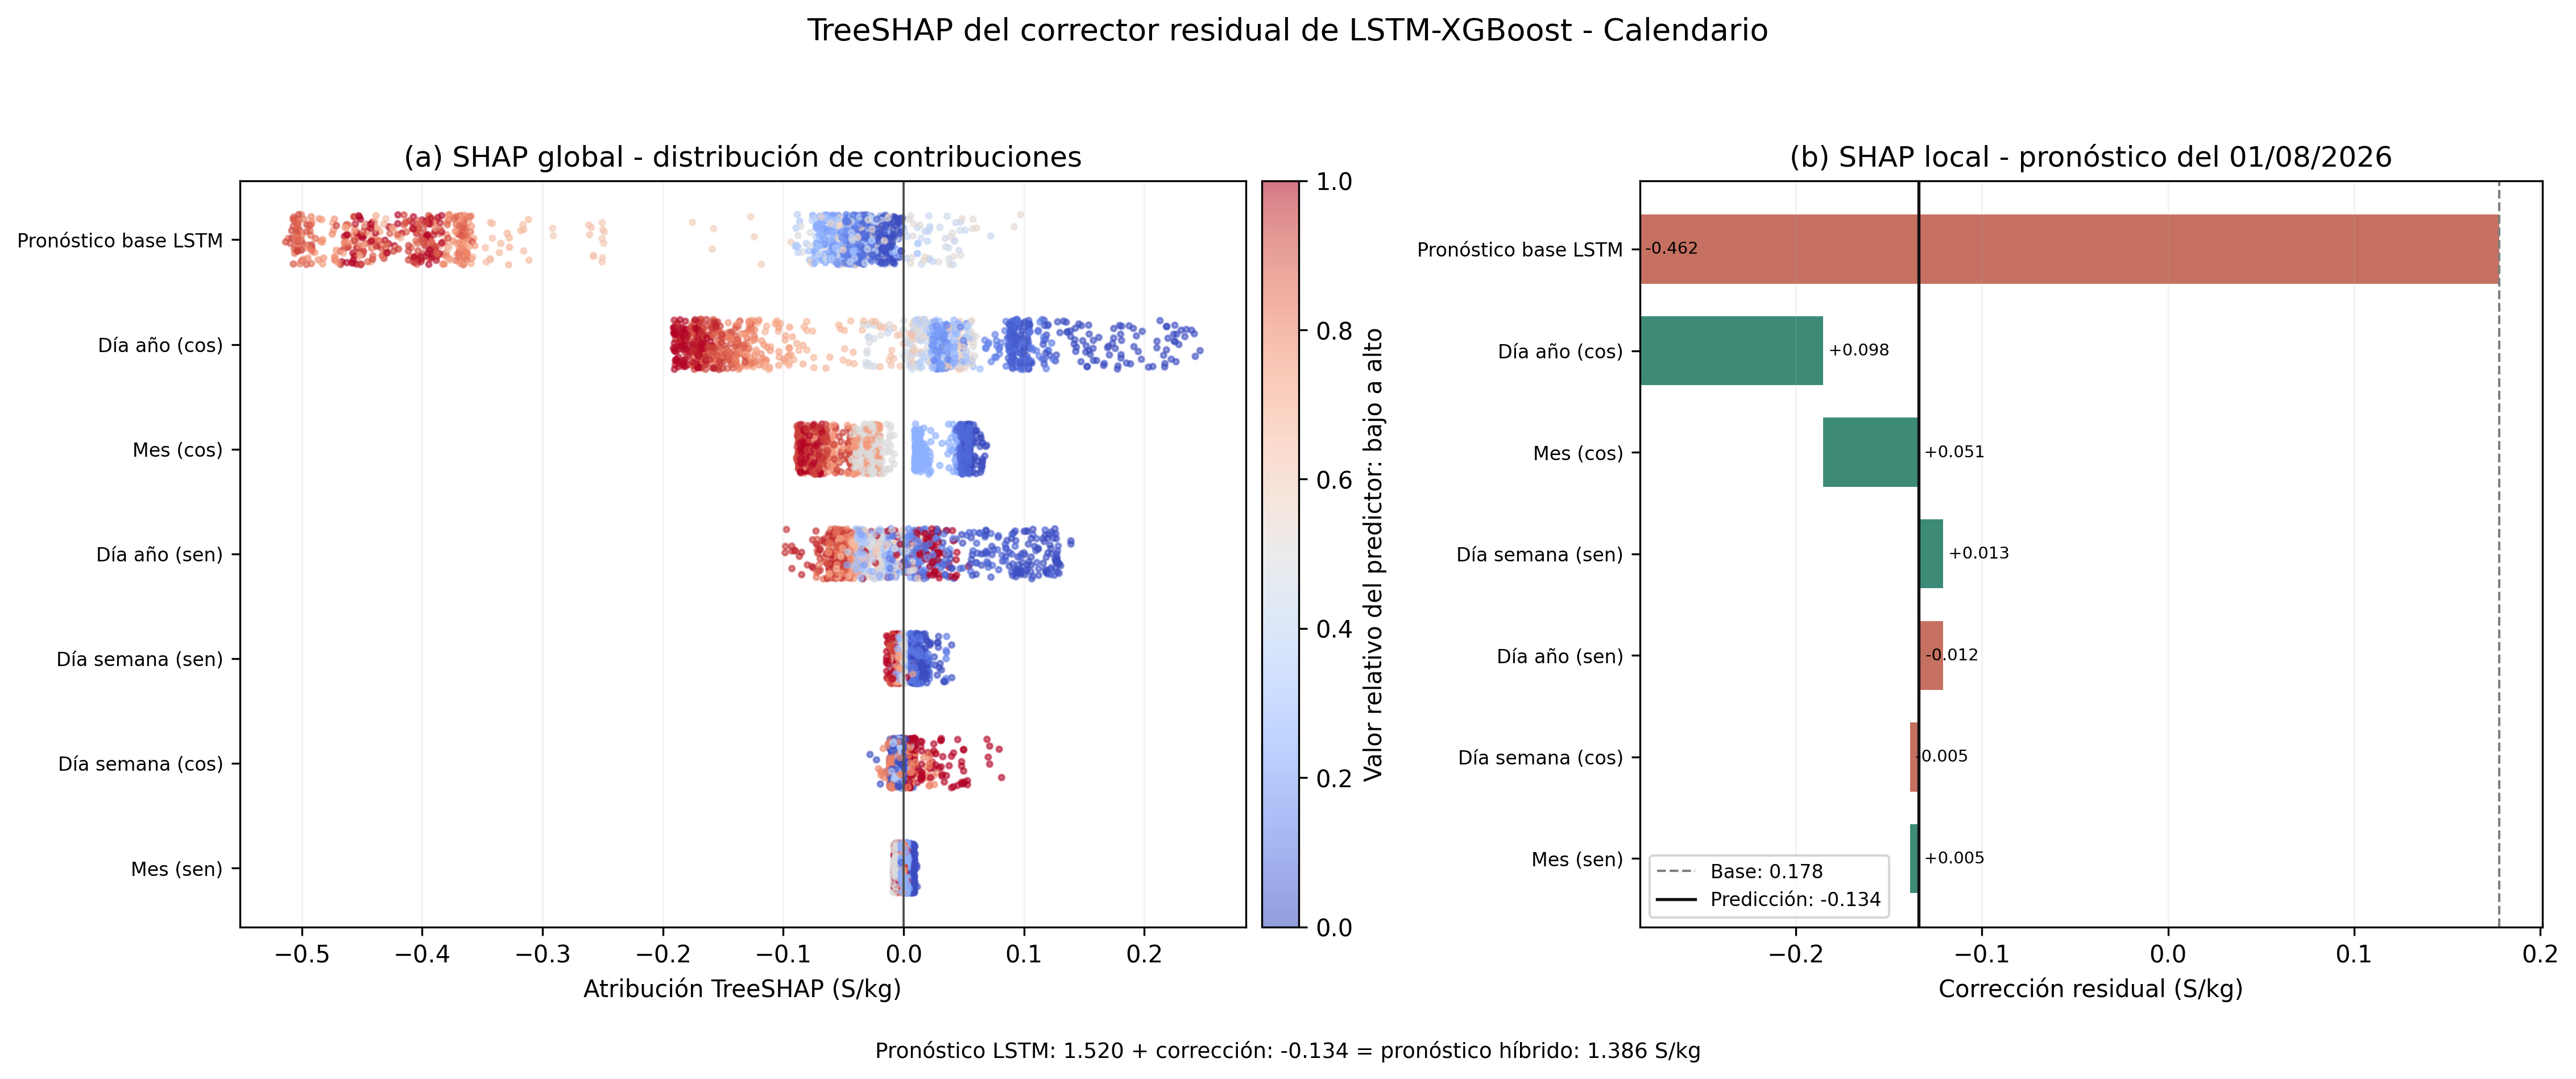 TreeSHAP del corrector residual de LSTM-XGBoost - Calendario
(a) SHAP global - distribución de contribuciones
Pronóstico base LSTM
Día año (cos)
Mes (cos)
Día año (sen)
Día semana (sen)
Día semana (cos)
Mes (sen)
−0.5
−0.4
−0.3
−0.2
−0.1
0.0
0.1
0.2
Atribución TreeSHAP (S/kg)
1.0
0.8
0.6
0.4
0.2
0.0
Valor relativo del predictor: bajo a alto
(b) SHAP local - pronóstico del 01/08/2026
Pronóstico base LSTM
-0.462
Día año (cos)
+0.098
Mes (cos)
+0.051
Día semana (sen)
+0.013
Día año (sen)
-0.012
Día semana (cos)
-0.005
Mes (sen)
+0.005
Base: 0.178
Predicción: -0.134
−0.2
−0.1
0.0
0.1
0.2
Corrección residual (S/kg)
Pronóstico LSTM: 1.520 + corrección: -0.134 = pronóstico híbrido: 1.386 S/kg